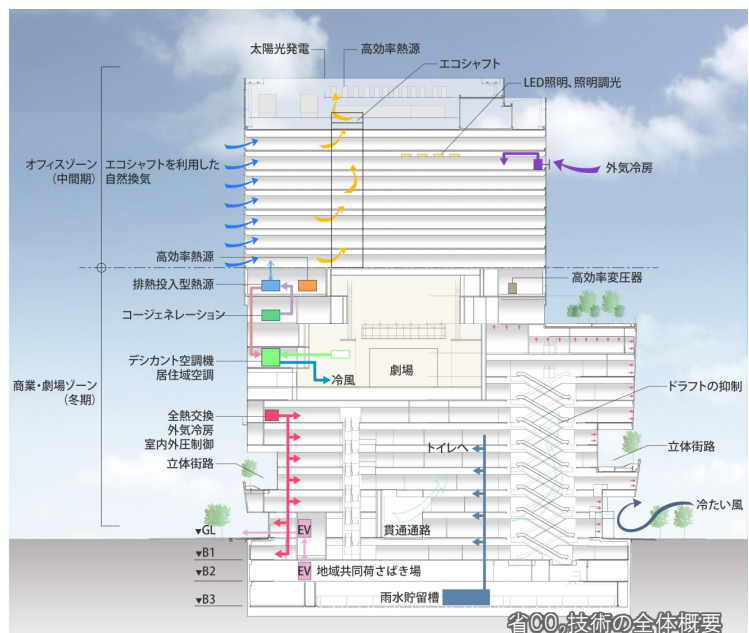 太陽光発電
高効率熱源
エコシャフト
LED照明、照明調光
オフィスゾーン
(中間期)
エコシャフトを利用した
自然換気
外気冷房
高効率熱源
排熱投入型熱源
高効率変圧器
コージェネレーション
デシカント空調機
居住域空調
冷風
劇場
商業・劇場ゾーン
(冬期)
ドラフトの抑制
全熱交換
外気冷房
室内外圧制御
トイレへ
立体街路
立体街路
冷たい風
▼GL
EV
貫通通路
▼B1
▼B2
EV
地域共同荷さばき場
▼B3
雨水貯留槽
省CO₂技術の全体概要